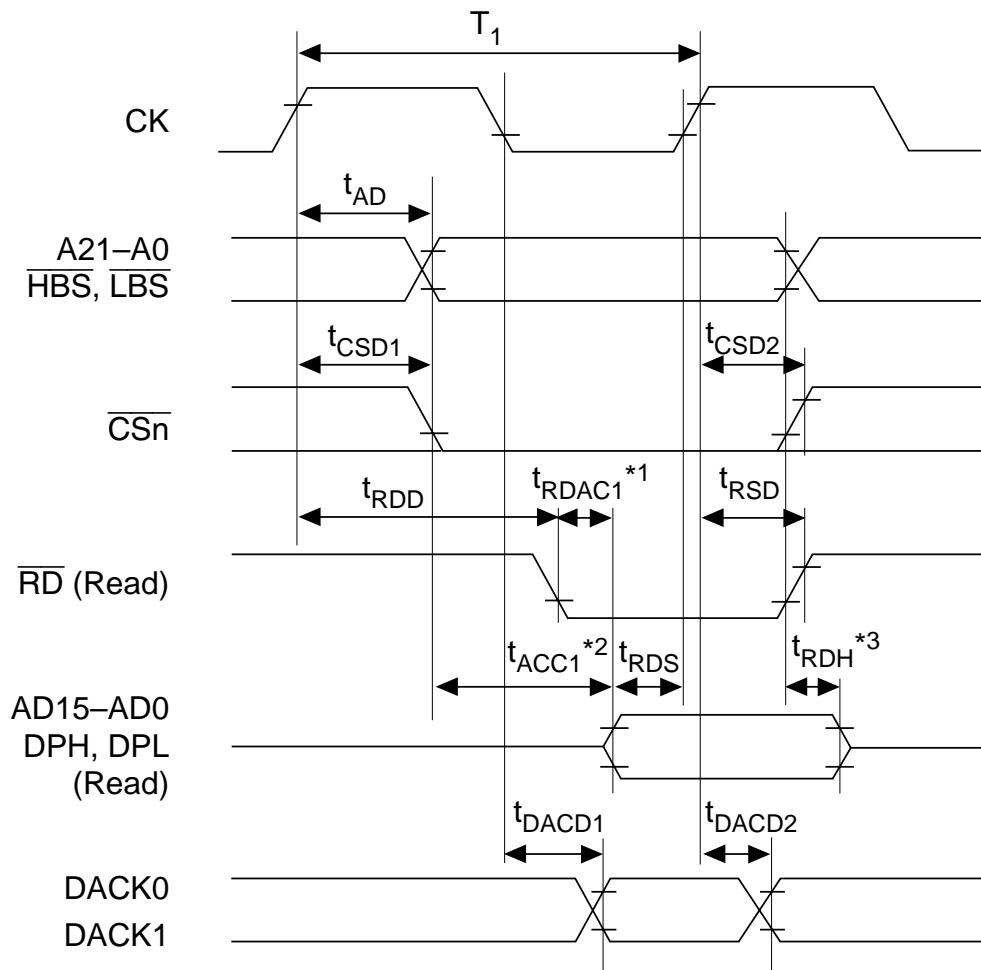 T1
CK
tAD
A21–A0
HBS, LBS
tCSD1
tCSD2
CSn
tRDD
tRDAC1*1
tRSD
RD (Read)
tACC1*2
tRDS
tRDH*3
AD15–AD0
DPH, DPL
(Read)
tDACD1
tDACD2
DACK0
DACK1